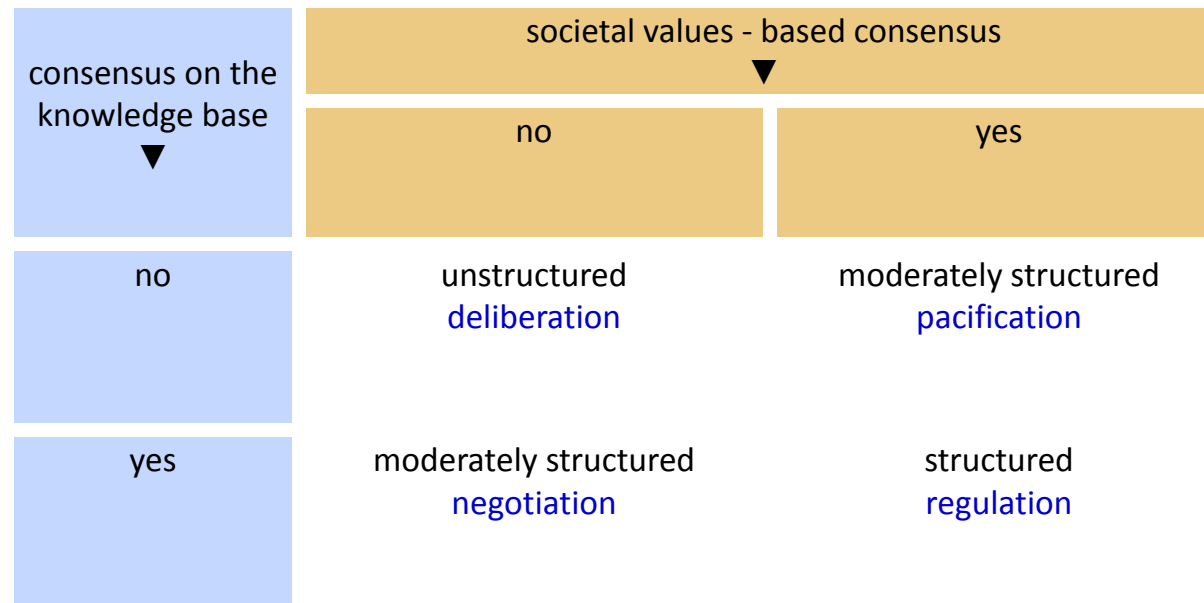 consensus on the
knowledge base
▼
societal values - based consensus
▼
no
yes
no
unstructured
deliberation
moderately structured
pacification
yes
moderately structured
negotiation
structured
regulation